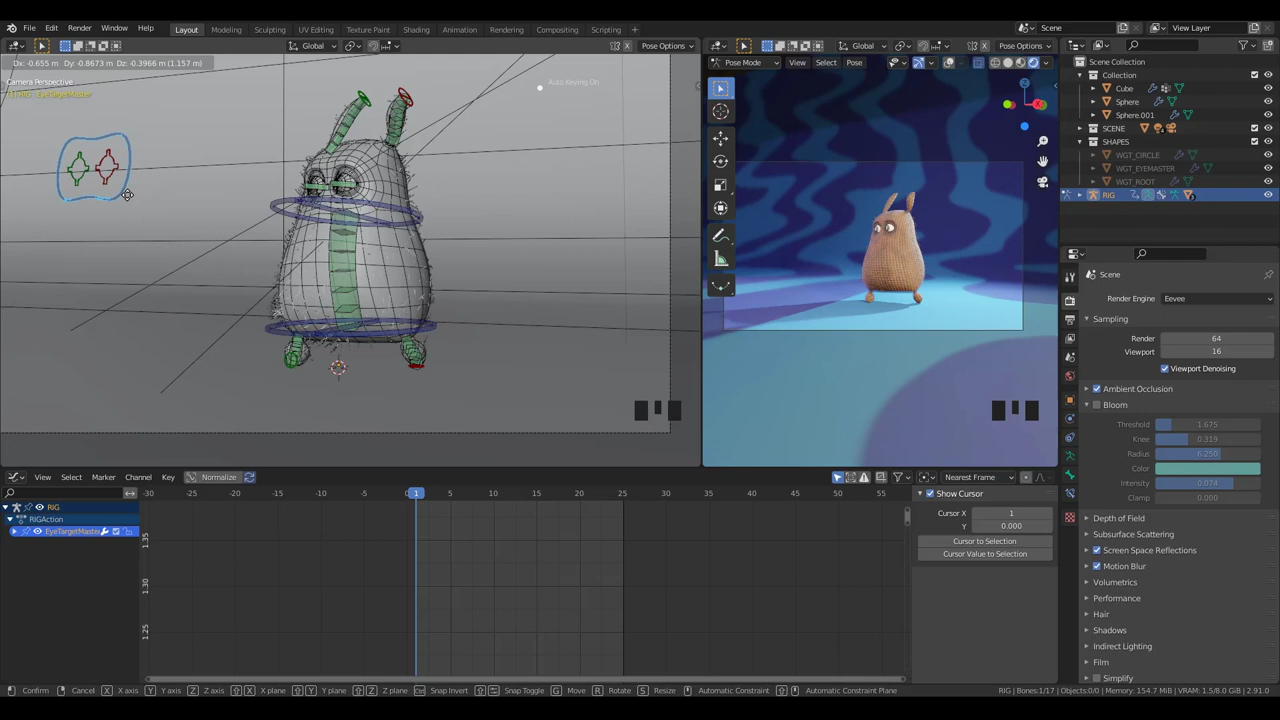 File Edit Render Window Help Layout Modeling Sculpting UV Editing Texture Paint Shading Animation Rendering Compositing Scripting Scene View Layer
Global Pose Options Global Pose Options
Dx: -0.655 m Dy: -0.8673 m Dz: -0.3966 m (1.157 m) Pose Mode View Select Pose
Camera Perspective Auto Keying On
(1) RIG : EyeTargetMaster
Scene Collection
Collection
Cube
Sphere
Sphere.001
SCENE
SHAPES
WGT_CIRCLE
WGT_EYEMASTER
WGT_ROOT
RIG
Z
X
Scene
Render Engine Eevee
Sampling
Render 64
Viewport 16
Viewport Denoising
Ambient Occlusion
Bloom
Threshold 1.675
Knee 0.319
Radius 6.250
Color
Intensity 0.074
Clamp 0.000
Depth of Field
Subsurface Scattering
Screen Space Reflections
Motion Blur
Volumetrics
Performance
Hair
Shadows
Indirect Lighting
Film
Simplify
View Select Marker Channel Key Normalize Nearest Frame
-30 -25 -20 -15 -10 -5 0 1 5 10 15 20 25 30 35 40 45 50 55
RIG
RIGAction
EyeTargetMaste
1.35
1.30
1.25
Show Cursor
Cursor X 1
Y 0.000
Cursor to Selection
Cursor Value to Selection
Confirm Cancel X X axis Y Y axis Z Z axis X X plane Y Y plane Z Z plane Snap Invert Snap Toggle G Move R Rotate S Resize Automatic Constraint Automatic Constraint Plane RIG | Bones:1/17 | Objects:0/0 | Memory: 154.7 MiB | VRAM: 1.5/8.0 GiB | 2.91.0